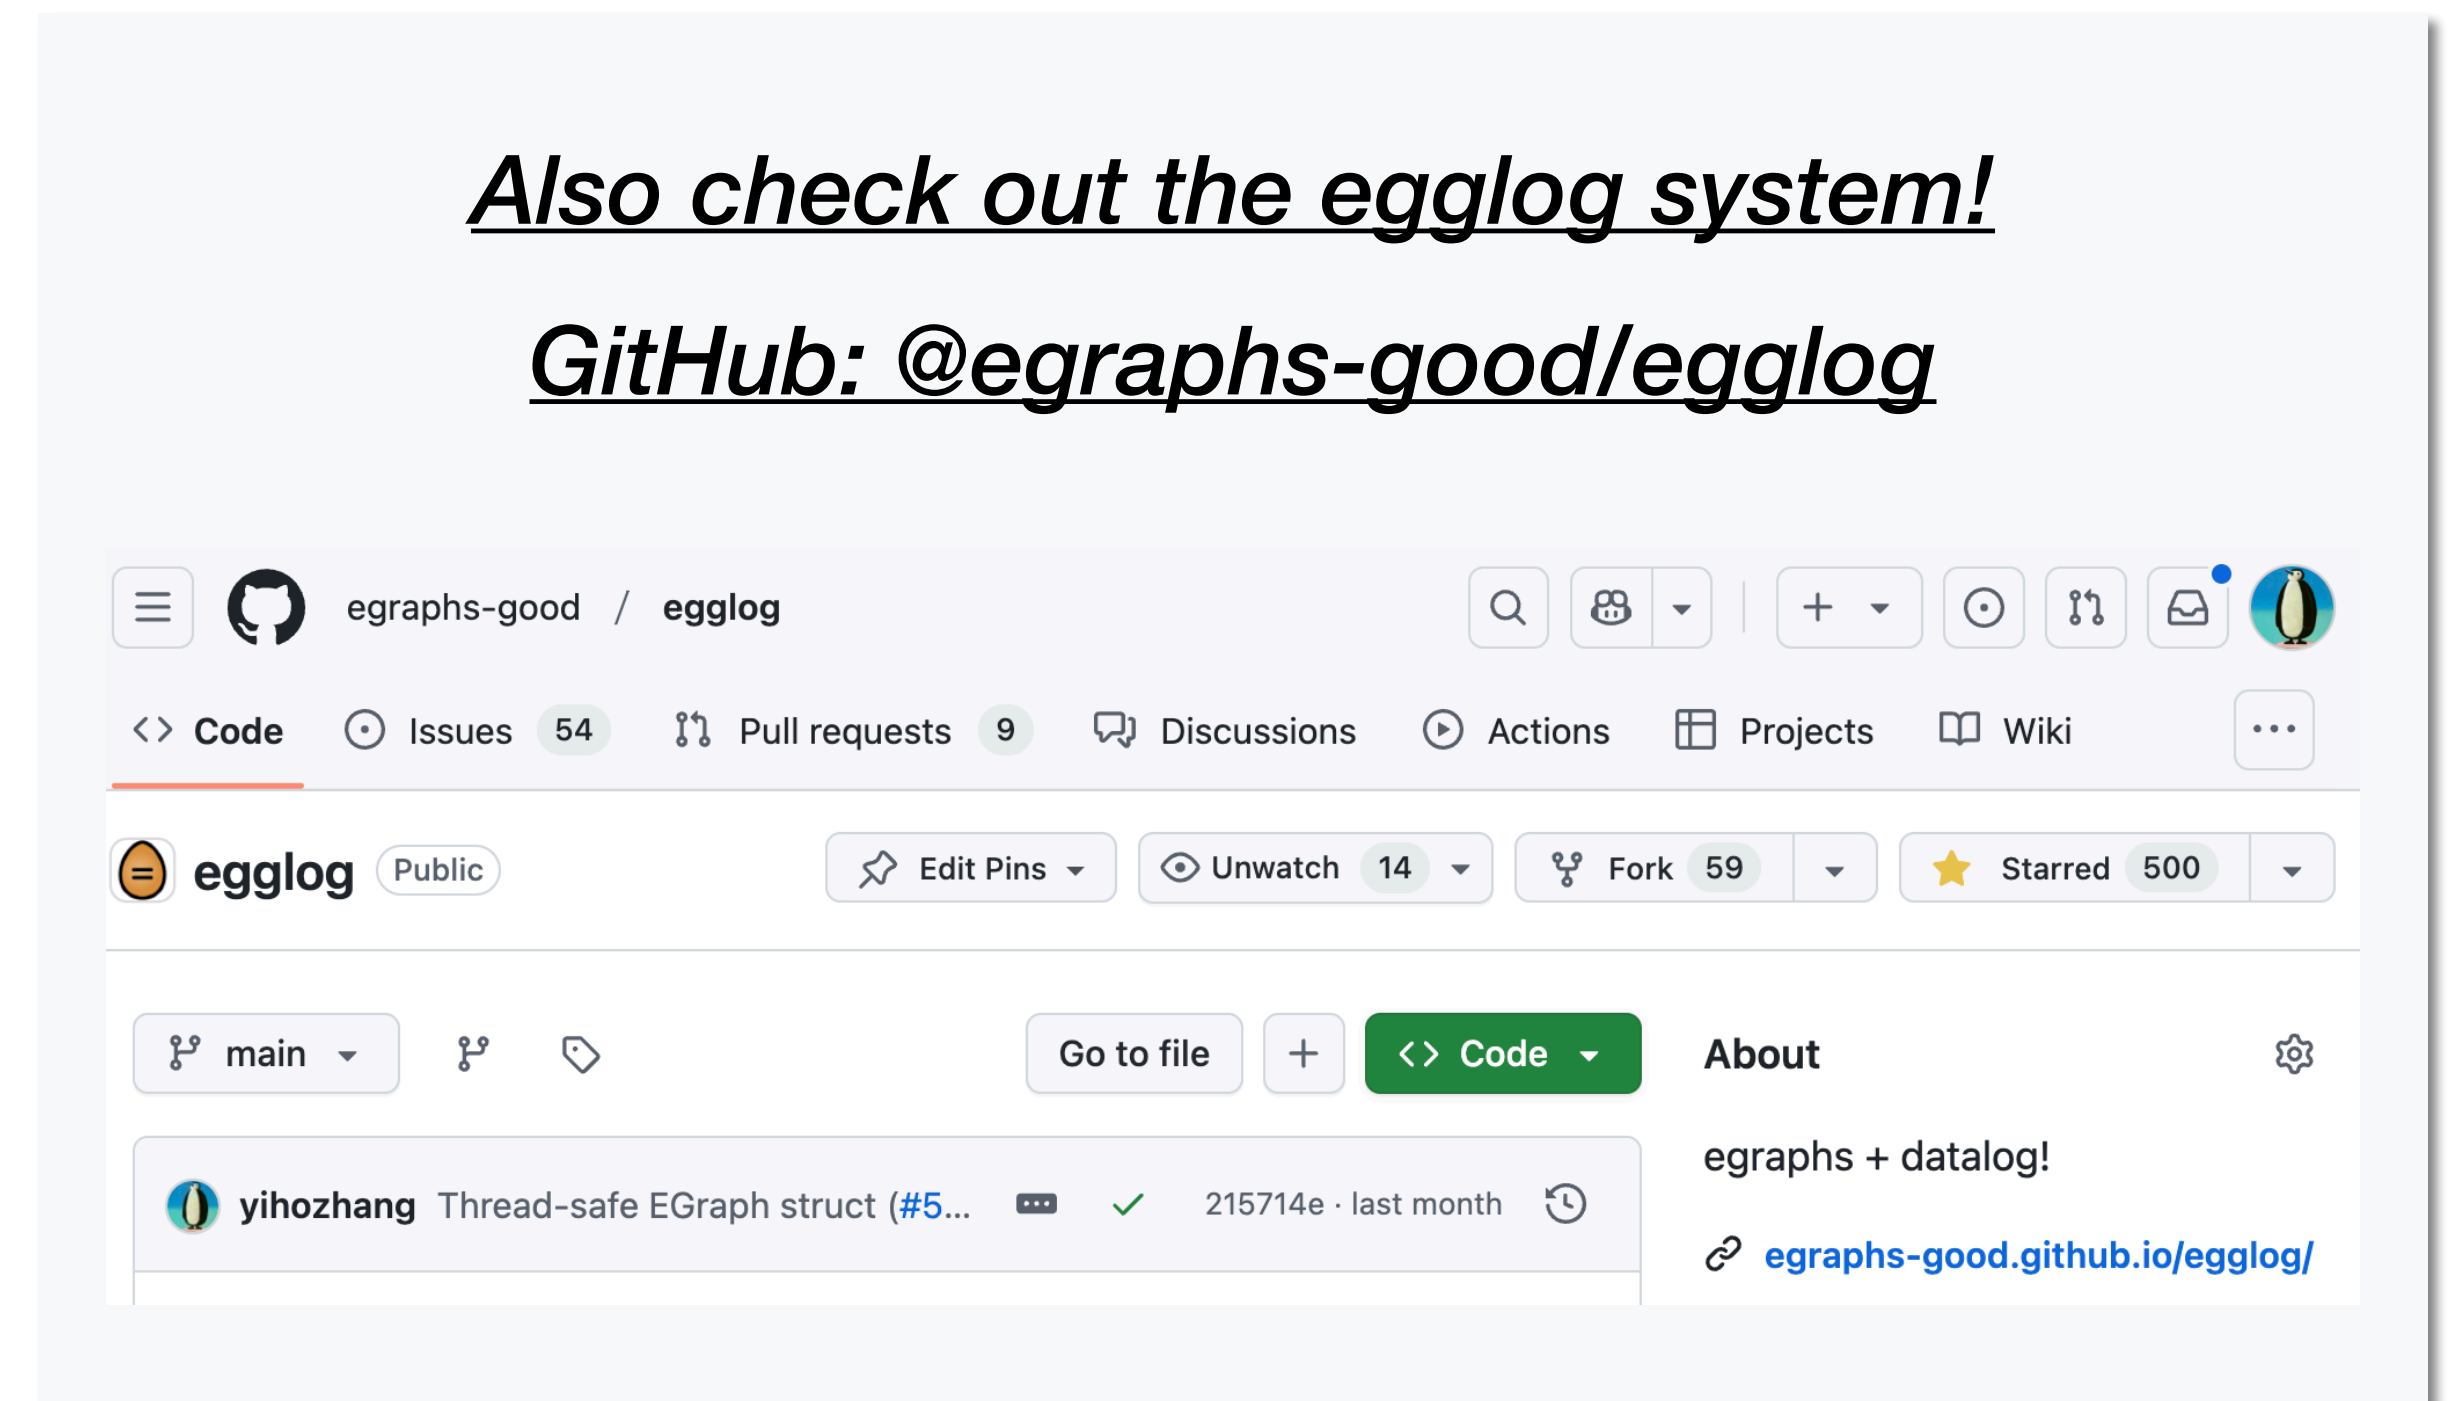 Also check out the egglog system!
GitHub: @egraphs-good/egglog
egraphs-good / egglog
Code Issues 54 Pull requests 9 Discussions Actions Projects Wiki
egglog Public Edit Pins Unwatch 14 Fork 59 Starred 500
main Go to file Code About
egraphs + datalog!
yihozhang Thread-safe EGraph struct (#5... 215714e · last month
egraphs-good.github.io/egglog/